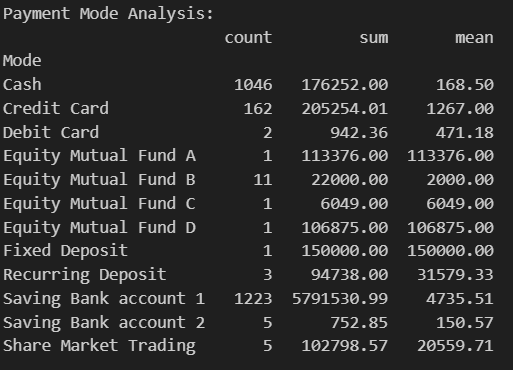 Payment Mode Analysis:
count sum mean
Mode
Cash 1046 176252.00 168.50
Credit Card 162 205254.01 1267.00
Debit Card 2 942.36 471.18
Equity Mutual Fund A 1 113376.00 113376.00
Equity Mutual Fund B 11 22000.00 2000.00
Equity Mutual Fund C 1 6049.00 6049.00
Equity Mutual Fund D 1 106875.00 106875.00
Fixed Deposit 1 150000.00 150000.00
Recurring Deposit 3 94738.00 31579.33
Saving Bank account 1 1223 5791530.99 4735.51
Saving Bank account 2 5 752.85 150.57
Share Market Trading 5 102798.57 20559.71